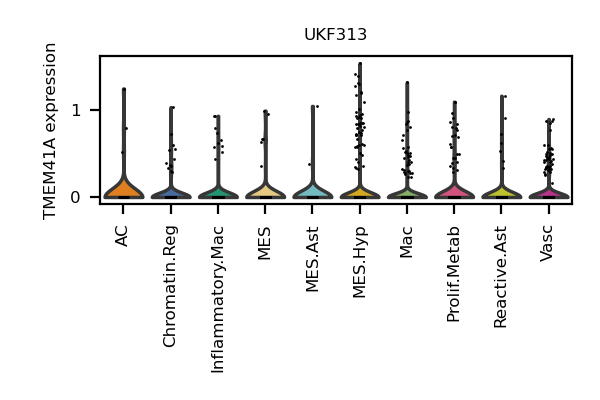 UKF313
TMEM41A expression
1
0
AC
Chromatin.Reg
Inflammatory.Mac
MES
MES.Ast
MES.Hyp
Mac
Prolif.Metab
Reactive.Ast
Vasc